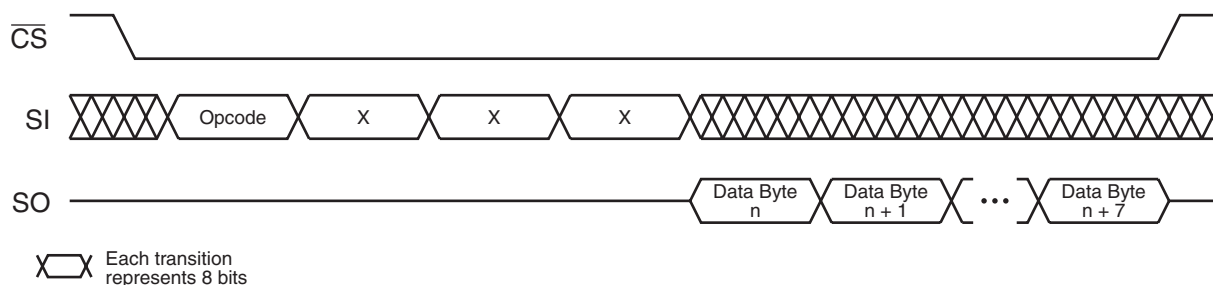 CS
SI
Opcode
X
X
X
SO
Data Byte
n
Data Byte
n + 1
•••
Data Byte
n + 7
Each transition
represents 8 bits